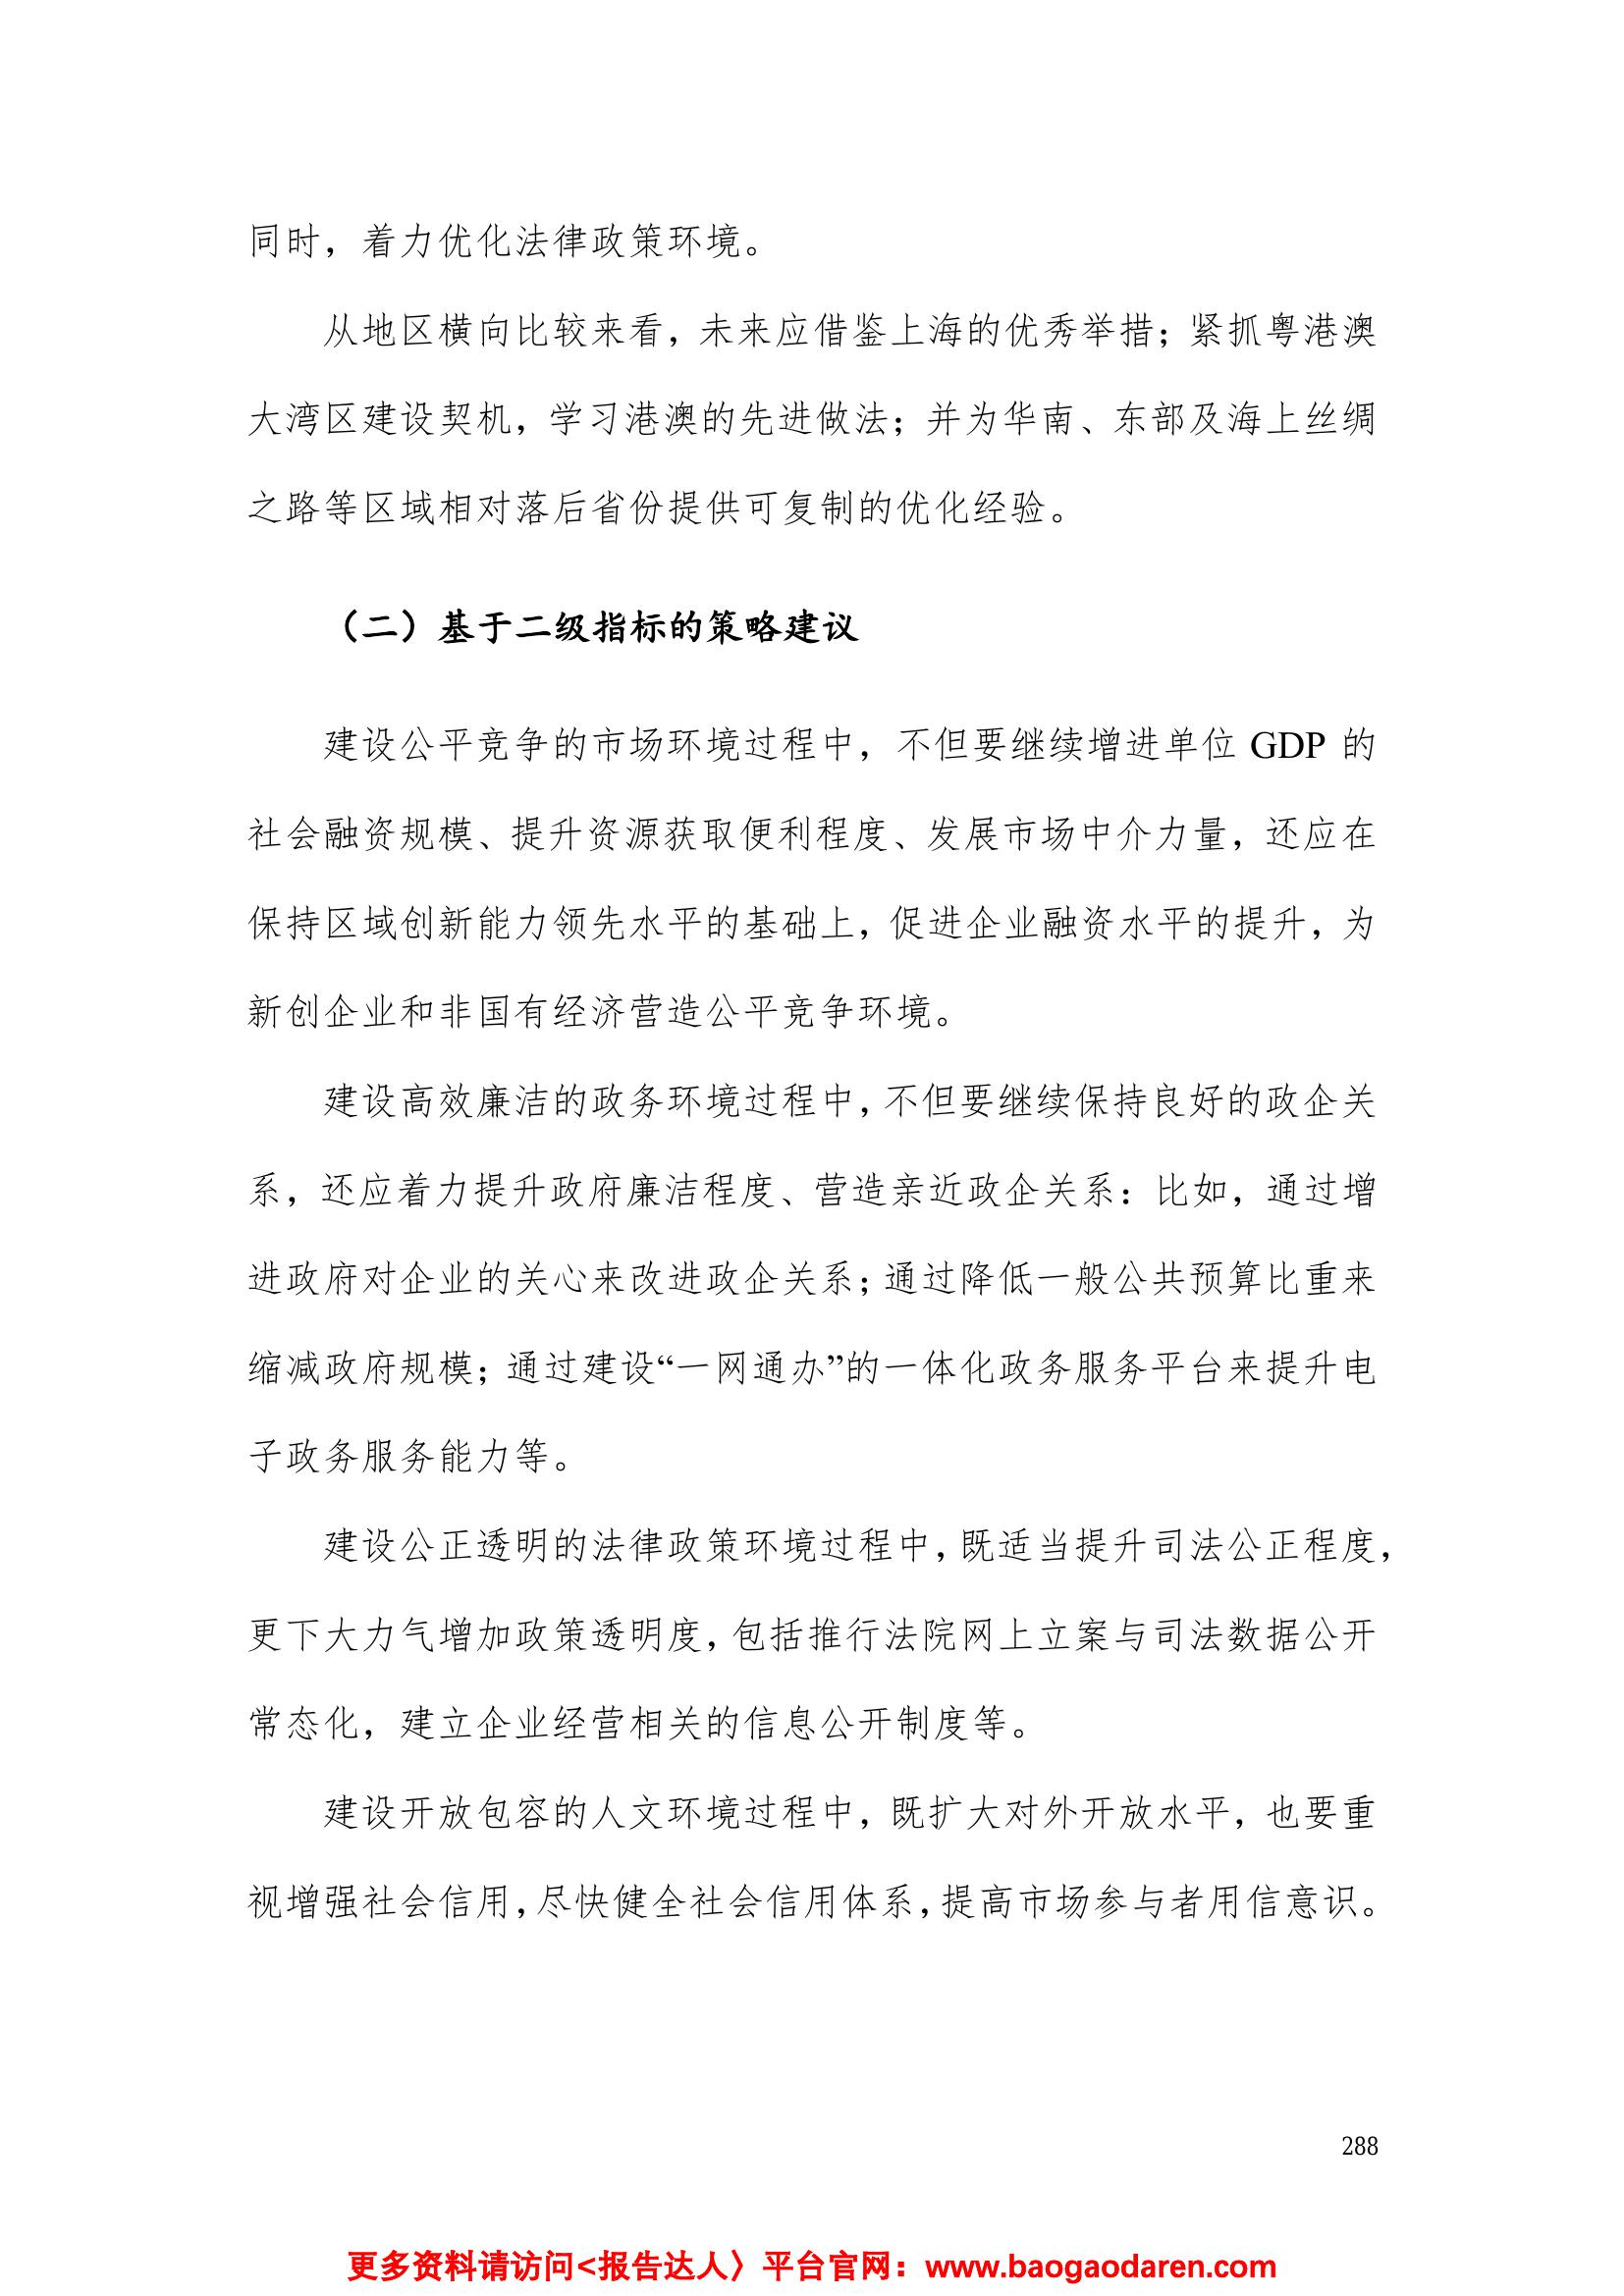 同时，着力优化法律政策环境。
从地区横向比较来看，未来应借鉴上海的优秀举措；紧抓粤港澳
大湾区建设契机，学习港澳的先进做法；并为华南、东部及海上丝绸
之路等区域相对落后省份提供可复制的优化经验。
（二）基于二级指标的策略建议
建设公平竞争的市场环境过程中，不但要继续增进单位 GDP 的
社会融资规模、提升资源获取便利程度、发展市场中介力量，还应在
保持区域创新能力领先水平的基础上，促进企业融资水平的提升，为
新创企业和非国有经济营造公平竞争环境。
建设高效廉洁的政务环境过程中，不但要继续保持良好的政企关
系，还应着力提升政府廉洁程度、营造亲近政企关系：比如，通过增
进政府对企业的关心来改进政企关系；通过降低一般公共预算比重来
缩减政府规模；通过建设“一网通办”的一体化政务服务平台来提升电
子政务服务能力等。
建设公正透明的法律政策环境过程中，既适当提升司法公正程度，
更下大力气增加政策透明度，包括推行法院网上立案与司法数据公开
常态化，建立企业经营相关的信息公开制度等。
建设开放包容的人文环境过程中，既扩大对外开放水平，也要重
视增强社会信用，尽快健全社会信用体系，提高市场参与者用信意识。
288
更多资料请访问<报告达人〉平台官网：www.baogaodaren.com